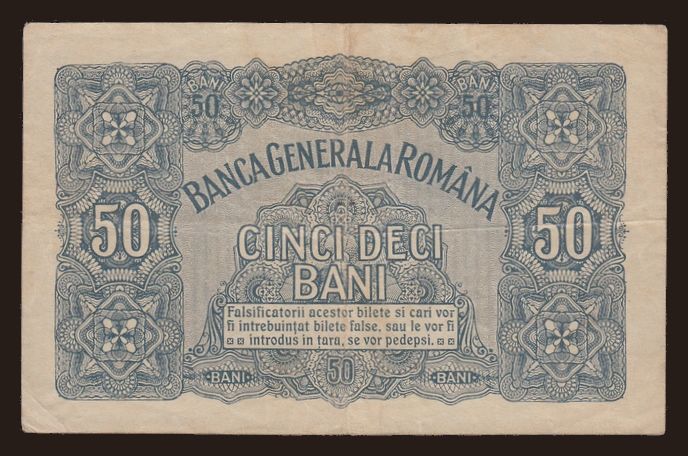 BANI
50
BANI
50
BANCA GENERALA ROMÂNA
50
50
CINCI DECI
BANI
Falsificatorii acestor bilete si cari vor
fi intrebuințat bilete false, sau le vor fi
introdus in țara, se vor pedepsi.
BANI
50
BANI